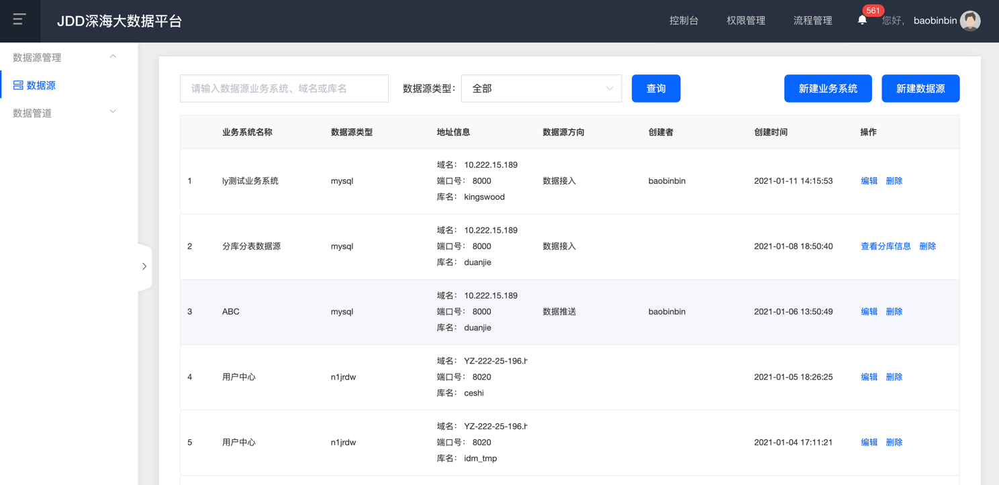 JDD深海大数据平台
控制台 权限管理 流程管理 561 您好， baobinbin
数据源管理
数据源
数据管道
请输入数据源业务系统、域名或库名 数据源类型： 全部 查询 新建业务系统 新建数据源
业务系统名称 数据源类型 地址信息 数据源方向 创建者 创建时间 操作
域名： 10.222.15.189
1 ly测试业务系统 mysql 端口号： 8000 数据接入 baobinbin 2021-01-11 14:15:53 编辑 删除
库名： kingswood
域名： 10.222.15.189
2 分库分表数据源 mysql 端口号： 8000 数据接入 2021-01-08 18:50:40 查看分库信息 删除
库名： duanjie
域名： 10.222.15.189
3 ABC mysql 端口号： 8000 数据推送 baobinbin 2021-01-06 13:50:49 编辑 删除
库名： duanjie
域名： YZ-222-25-196.h
4 用户中心 n1jrdw 端口号： 8020 2021-01-05 18:26:25 编辑 删除
库名： ceshi
域名： YZ-222-25-196.h
5 用户中心 n1jrdw 端口号： 8020 2021-01-04 17:11:21 编辑 删除
库名： idm_tmp